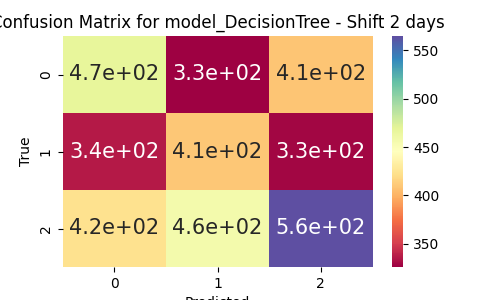 Confusion Matrix for model_DecisionTree - Shift 2 days
0 4.7e+02 3.3e+02 4.1e+02
1 3.4e+02 4.1e+02 3.3e+02
2 4.2e+02 4.6e+02 5.6e+02
True
0 1 2
Predicted
550
500
450
400
350